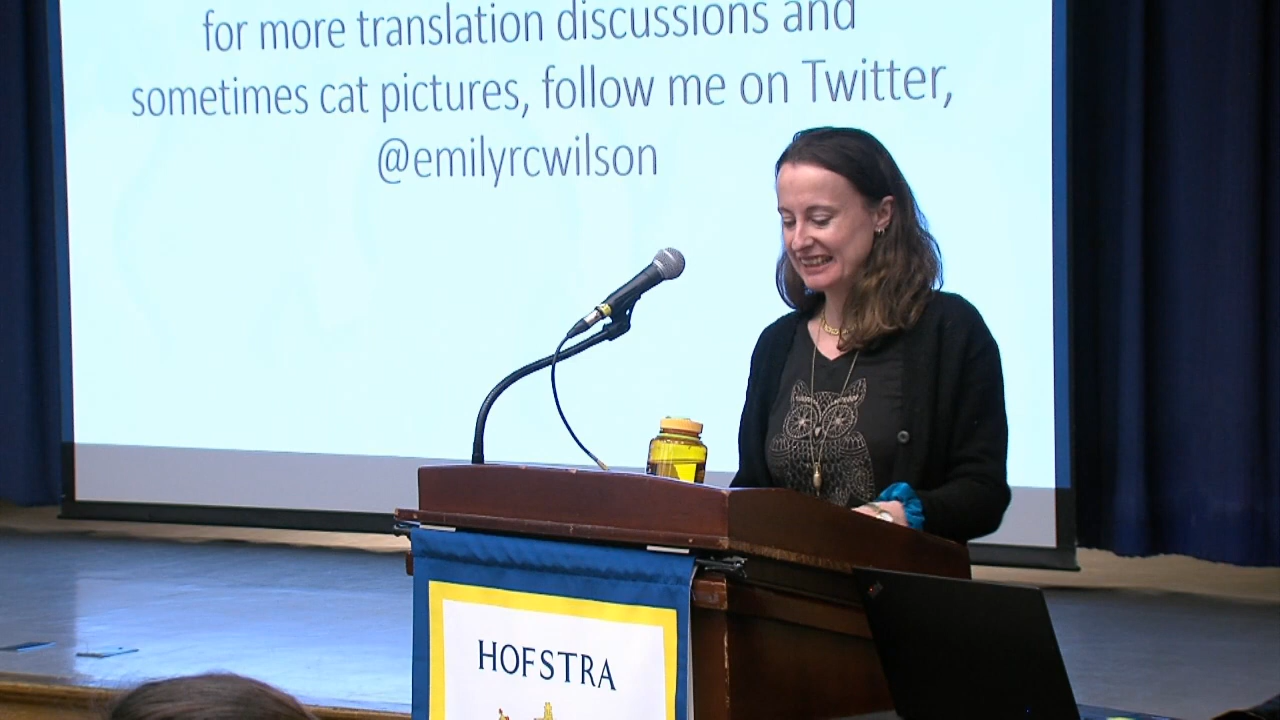 for more translation discussions and
sometimes cat pictures, follow me on Twitter,
@emilyrcwilson
HOFSTRA